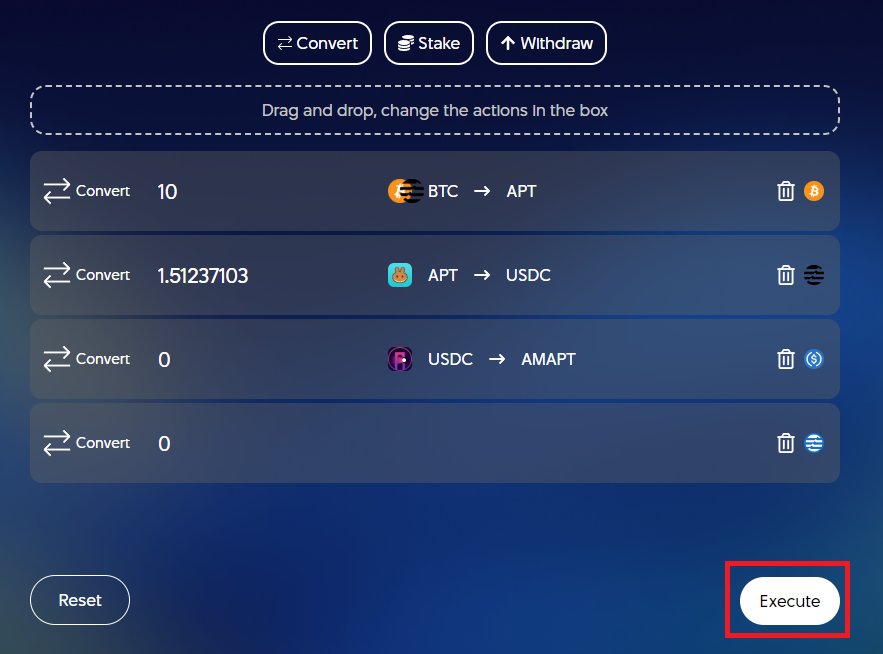 Convert Stake Withdraw
Drag and drop, change the actions in the box
Convert 10 BTC → APT
Convert 1.51237103 APT → USDC
Convert 0 USDC → AMAPT
Convert 0
Reset Execute